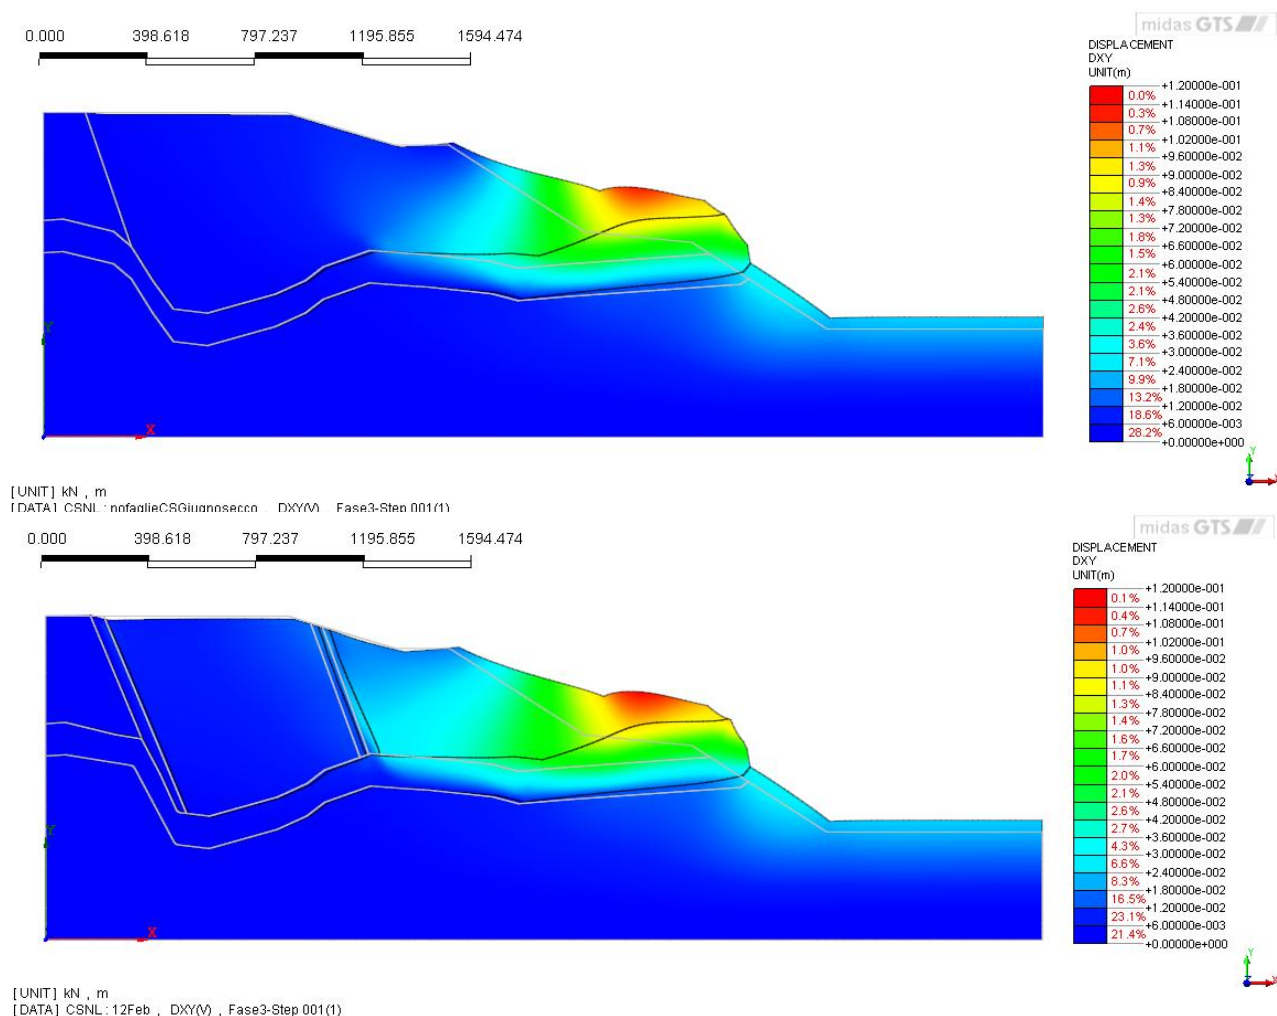 0.000 398.618 797.237 1195.855 1594.474
midas GTS
DISPLACEMENT
DXY
UNIT(m)
+1.20000e-001
0.0%
+1.14000e-001
0.3%
+1.08000e-001
0.7%
+1.02000e-001
1.1%
+9.60000e-002
1.3%
+9.00000e-002
0.9%
+8.40000e-002
1.4%
+7.80000e-002
1.3%
+7.20000e-002
1.8%
+6.60000e-002
1.5%
+6.00000e-002
2.1%
+5.40000e-002
2.1%
+4.80000e-002
2.6%
+4.20000e-002
2.4%
+3.60000e-002
3.6%
+3.00000e-002
7.1%
+2.40000e-002
9.9%
+1.80000e-002
13.2%
+1.20000e-002
18.6%
+6.00000e-003
28.2%
+0.00000e+000
Y
X
Y
X
[UNIT] kN , m
[DATA] CSNL : nofaglieCSGiugnosecco , DXY(V) , Fase3-Step 001(1)
0.000 398.618 797.237 1195.855 1594.474
midas GTS
DISPLACEMENT
DXY
UNIT(m)
+1.20000e-001
0.1%
+1.14000e-001
0.4%
+1.08000e-001
0.7%
+1.02000e-001
1.0%
+9.60000e-002
1.0%
+9.00000e-002
1.1%
+8.40000e-002
1.3%
+7.80000e-002
1.4%
+7.20000e-002
1.6%
+6.60000e-002
1.7%
+6.00000e-002
2.0%
+5.40000e-002
2.1%
+4.80000e-002
2.6%
+4.20000e-002
2.7%
+3.60000e-002
4.3%
+3.00000e-002
6.6%
+2.40000e-002
8.3%
+1.80000e-002
16.5%
+1.20000e-002
23.1%
+6.00000e-003
21.4%
+0.00000e+000
Y
X
Y
X
[UNIT] kN , m
[DATA] CSNL : 12Feb , DXY(V) , Fase3-Step 001(1)